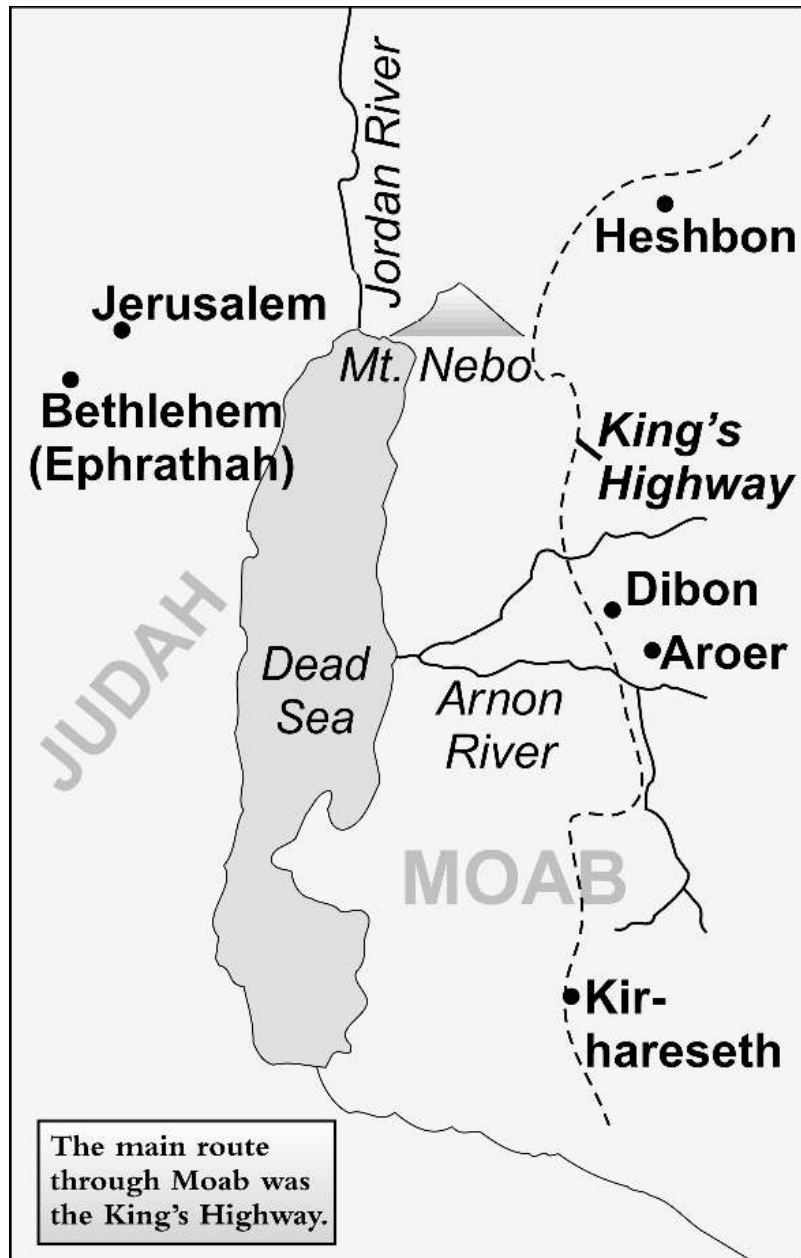 Jordan River
Heshbon
Jerusalem
Mt. Nebo
Bethlehem
(Ephrathah)
King's
Highway
JUDAH
Dibon
Aroer
Dead
Sea
Arnon
River
MOAB
Kir-
hareseth
The main route
through Moab was
the King's Highway.